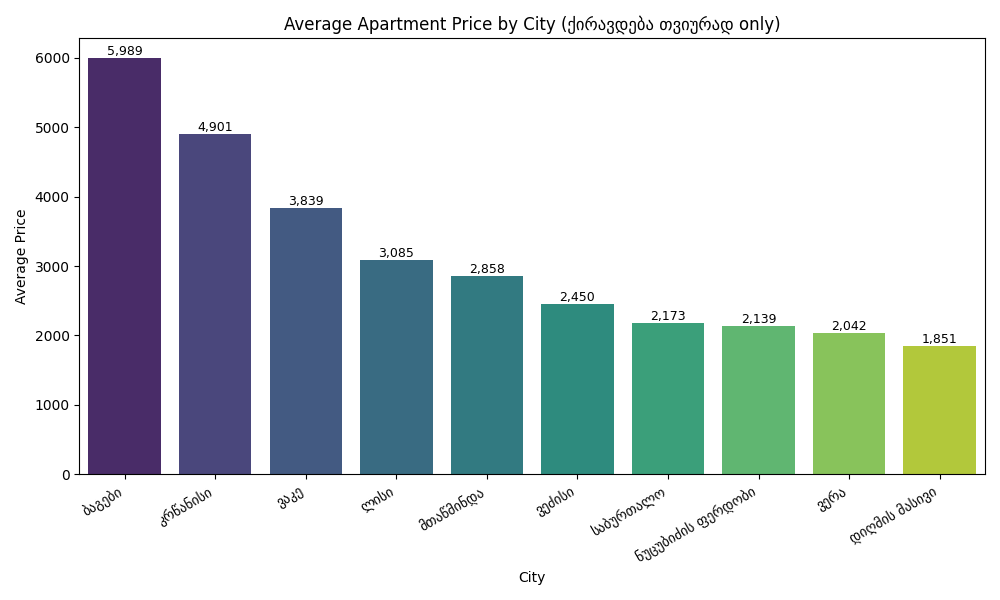 Average Apartment Price by City (ქირავდება თვიურად only)
Average Price
6000
5000
4000
3000
2000
1000
0
5,989
4,901
3,839
3,085
2,858
2,450
2,173
2,139
2,042
1,851
ბაგები
კრწანისი
ვაკე
ლისი
მთაწმინდა
ვეძისი
საბურთალო
ნუცუბიძის ფერდობი
ვერა
დიღმის მასივი
City